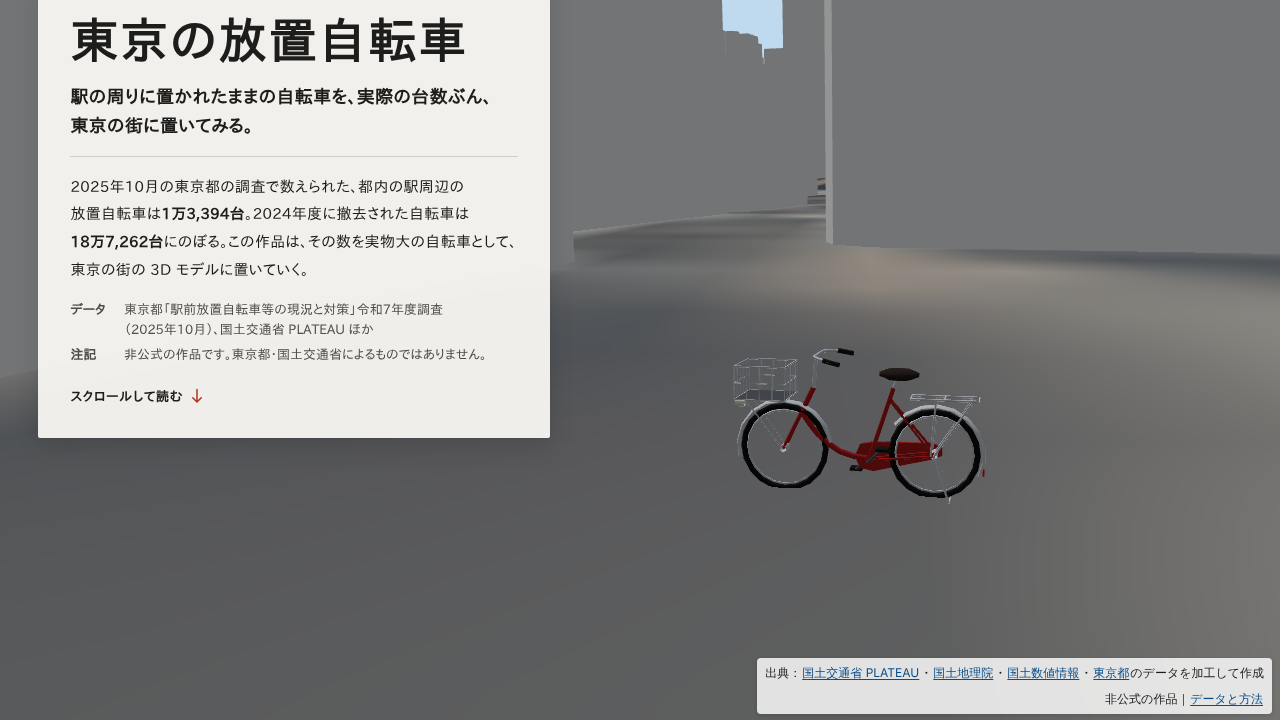 東京の放置自転車
駅の周りに置かれたままの自転車を、実際の台数ぶん、
東京の街に置いてみる。
2025年10月の東京都の調査で数えられた、都内の駅周辺の
放置自転車は1万3,394台。2024年度に撤去された自転車は
18万7,262台にのぼる。この作品は、その数を実物大の自転車として、
東京の街の 3D モデルに置いていく。
データ 東京都「駅前放置自転車等の現況と対策」令和7年度調査
（2025年10月）、国土交通省 PLATEAU ほか
注記 非公式の作品です。東京都・国土交通省によるものではありません。
スクロールして読む ↓
出典：国土交通省 PLATEAU・国土地理院・国土数値情報・東京都のデータを加工して作成
非公式の作品 | データと方法